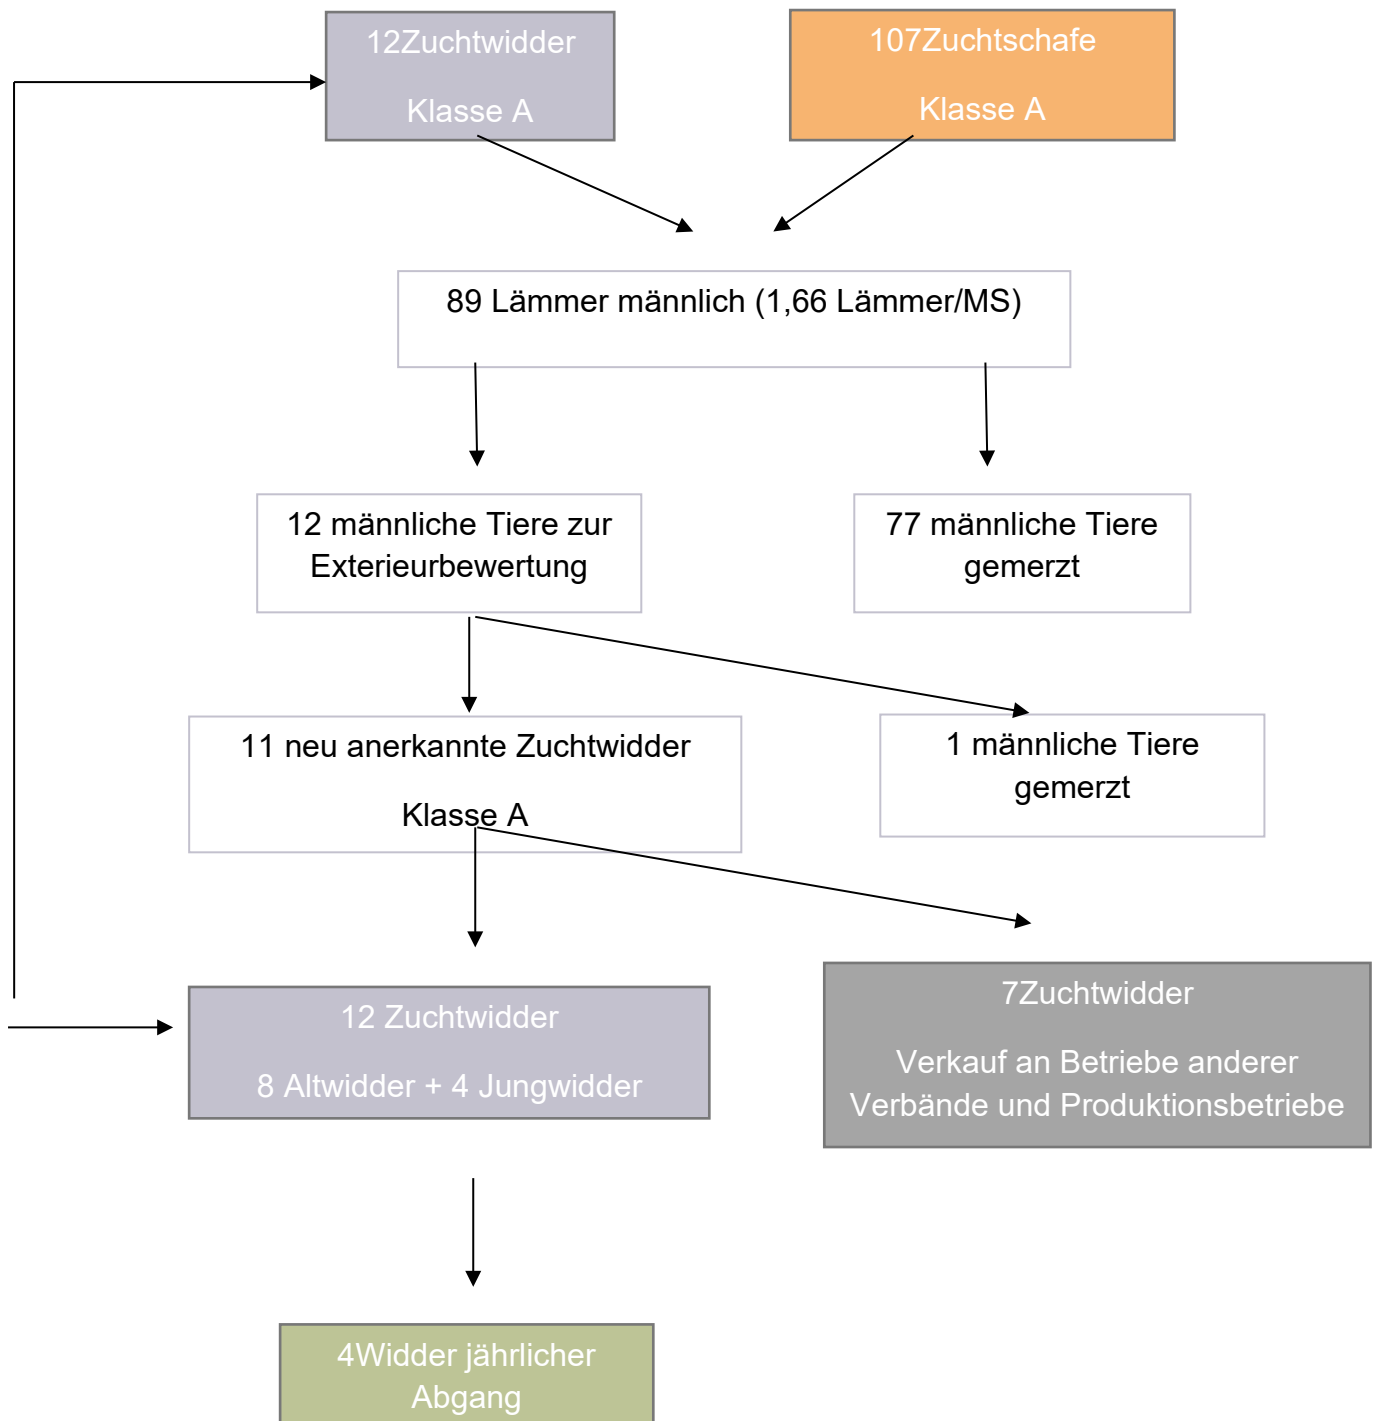 12Zuchtwidder
Klasse A
107Zuchtschafe
Klasse A
89 Lämmer männlich (1,66 Lämmer/MS)
12 männliche Tiere zur
Exterieurbewertung
77 männliche Tiere
gemerzt
11 neu anerkannte Zuchtwidder
Klasse A
1 männliche Tiere
gemerzt
12 Zuchtwidder
8 Altwidder + 4 Jungwidder
7Zuchtwidder
Verkauf an Betriebe anderer
Verbände und Produktionsbetriebe
4Widder jährlicher
Abgang